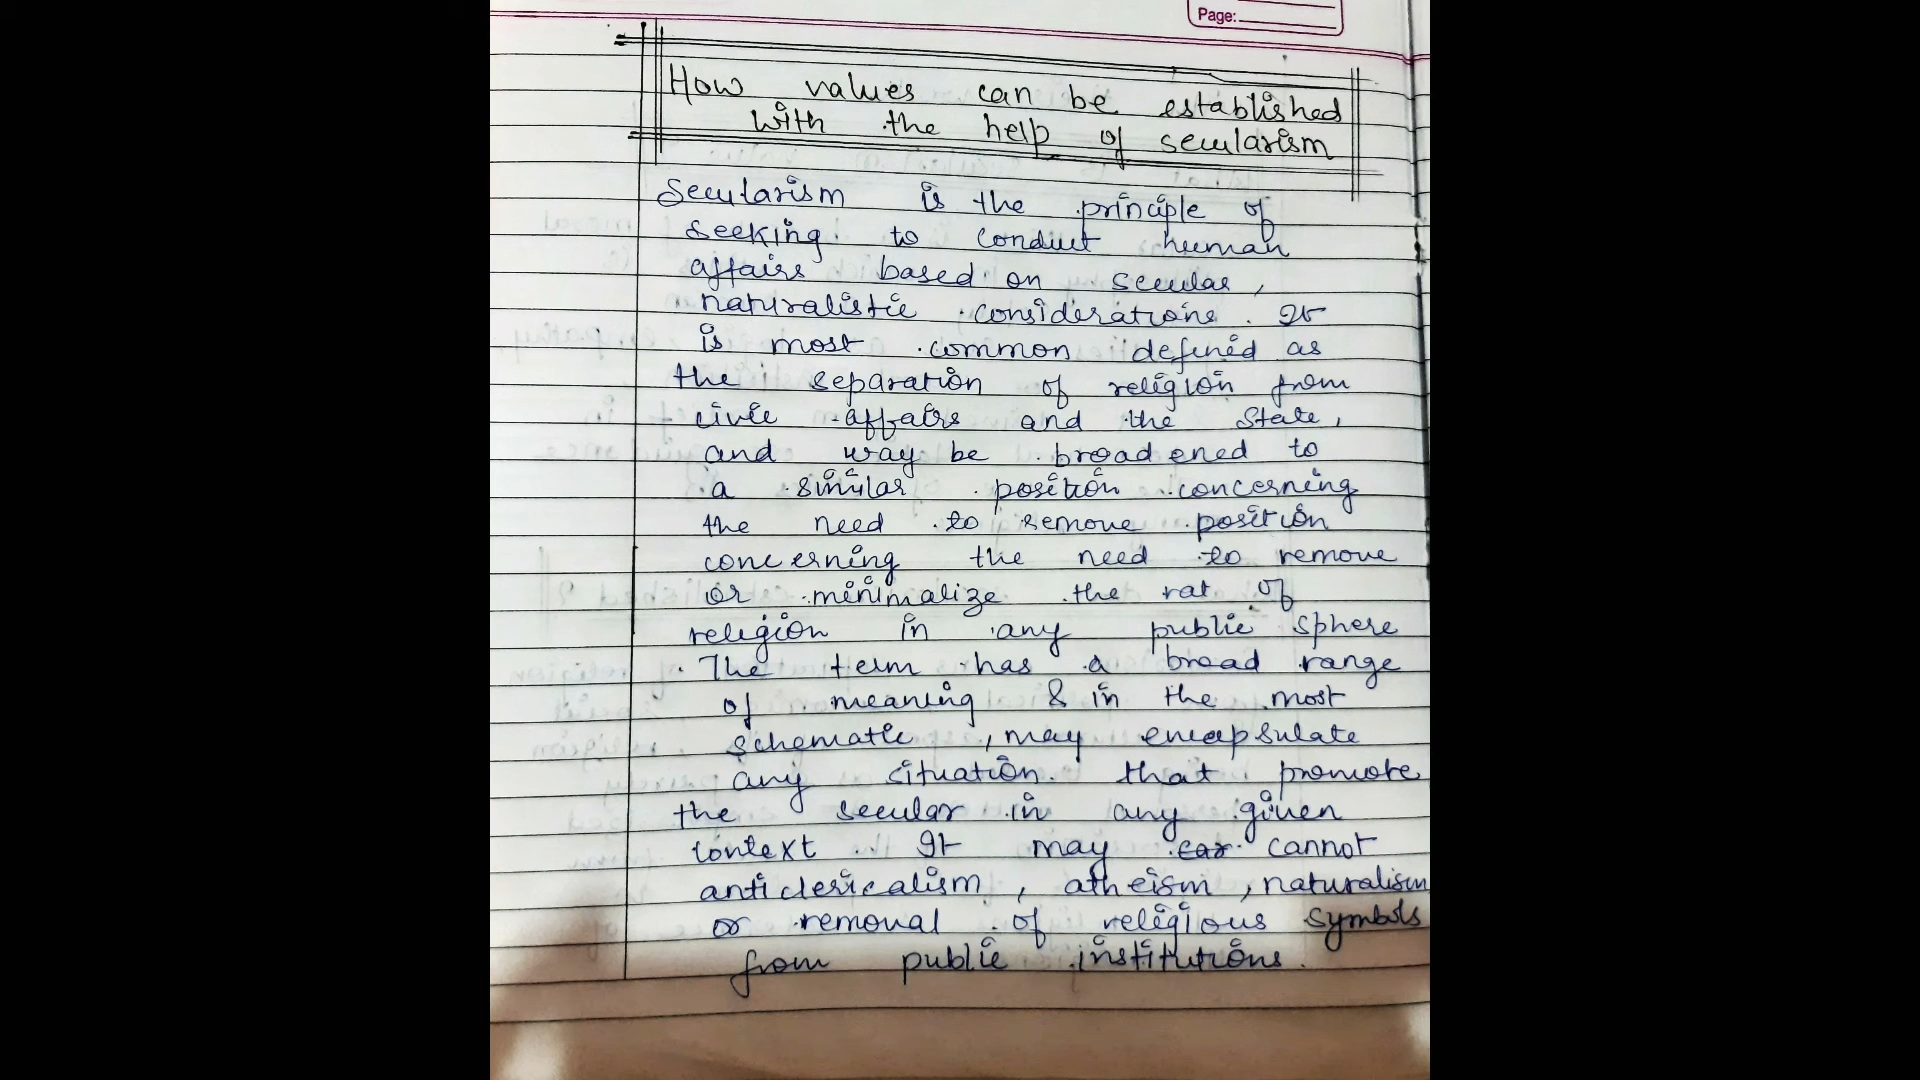 Page:
How values can be established
with the help of secularism
Secularism is the principle of
seeking to conduct human
affairs based on secular,
naturalistic considerations. It
is most common defined as
the separation of religion from
civic affairs and the state,
and way be broadened to
a similar position concerning
the need to remove position
concerning the need to remove
or minimalize the rat of
religion in any public sphere
. The term has a broad range
of meaning & in the most
schematic, may encapsulate
any situation. that promote
the secular in any given
context. It may cannot
anticlericalism, atheism, naturalism
or removal of religious symbols
from public institutions.